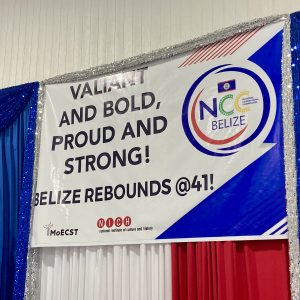 VALIANT
AND BOLD,
PROUD AND
STRONG!
BELIZE REBOUNDS @41!
NCC
BELIZE
MoECST
NICH
national institute of culture and history